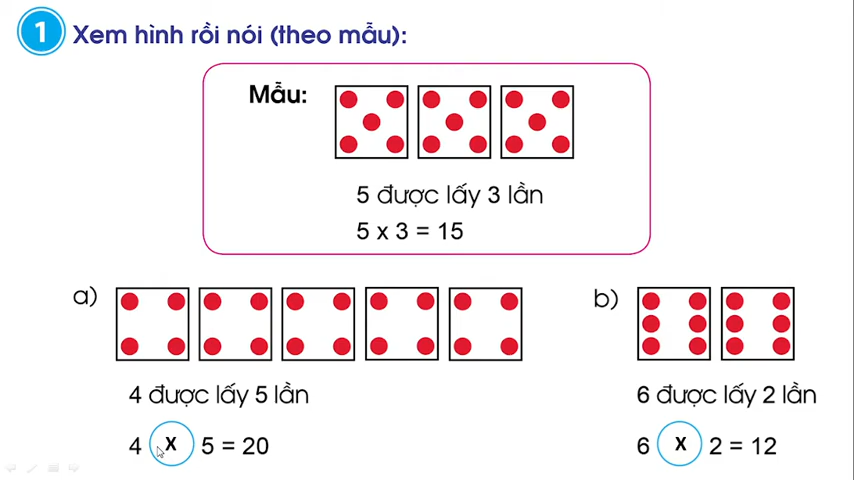 1 Xem hình rồi nói (theo mẫu):
Mẫu:
5 được lấy 3 lần
5 x 3 = 15
a)
4 được lấy 5 lần
4 x 5 = 20
b)
6 được lấy 2 lần
6 x 2 = 12